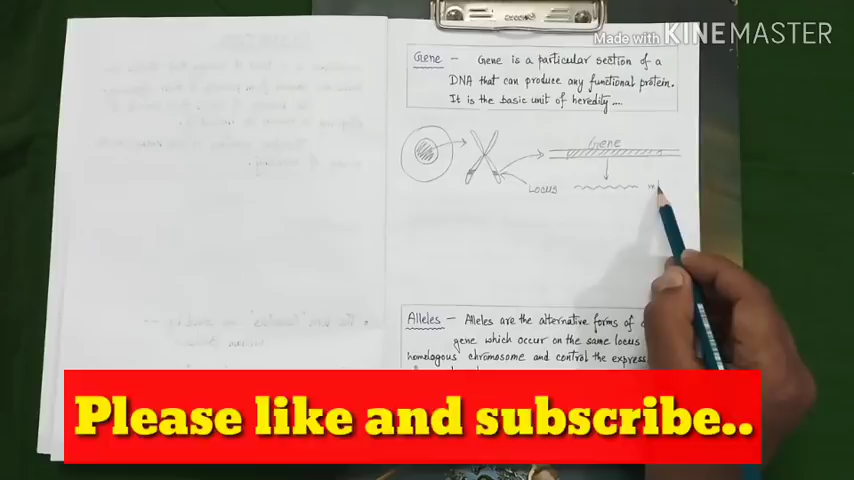 Made with KINEMASTER
Gene - Gene is a particular section of a
DNA that can produce any functional protein.
It is the basic unit of heredity....
Gene
Locus
m
Alleles - Alleles are the alternative forms of
gene which occur on the same locus
homologous chromosome and control the express
Please like and subscribe..